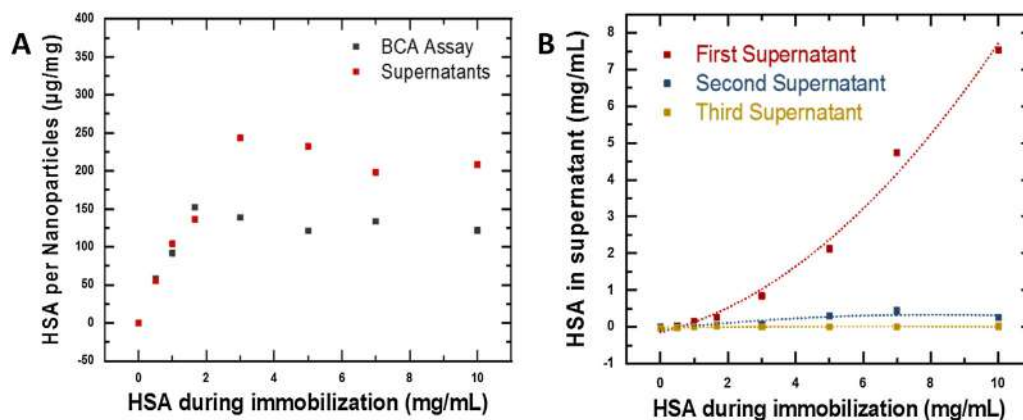 A
BCA Assay
Supernatants
HSA per Nanoparticles (µg/mg)
400
350
300
250
200
150
100
50
0
-50
0 2 4 6 8 10
HSA during immobilization (mg/mL)
B
First Supernatant
Second Supernatant
Third Supernatant
HSA in supernatant (mg/mL)
8
7
6
5
4
3
2
1
0
-1
0 2 4 6 8 10
HSA during immobilization (mg/mL)